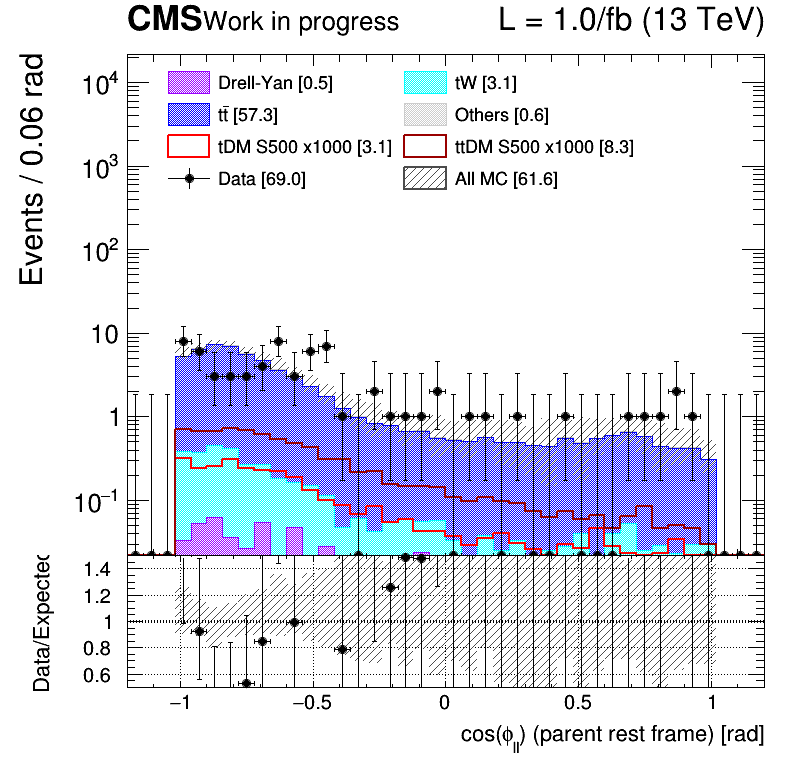 CMS Work in progress L = 1.0/fb (13 TeV)
Events / 0.06 rad
10⁴
10³
10²
10
1
10⁻¹
Drell-Yan [0.5] tW [3.1]
tt̄ [57.3] Others [0.6]
tDM S500 x1000 [3.1] ttDM S500 x1000 [8.3]
Data [69.0] All MC [61.6]
Data/Expected
1.4
1.2
1
0.8
0.6
−1 −0.5 0 0.5 1
cos(ϕ_ll) (parent rest frame) [rad]